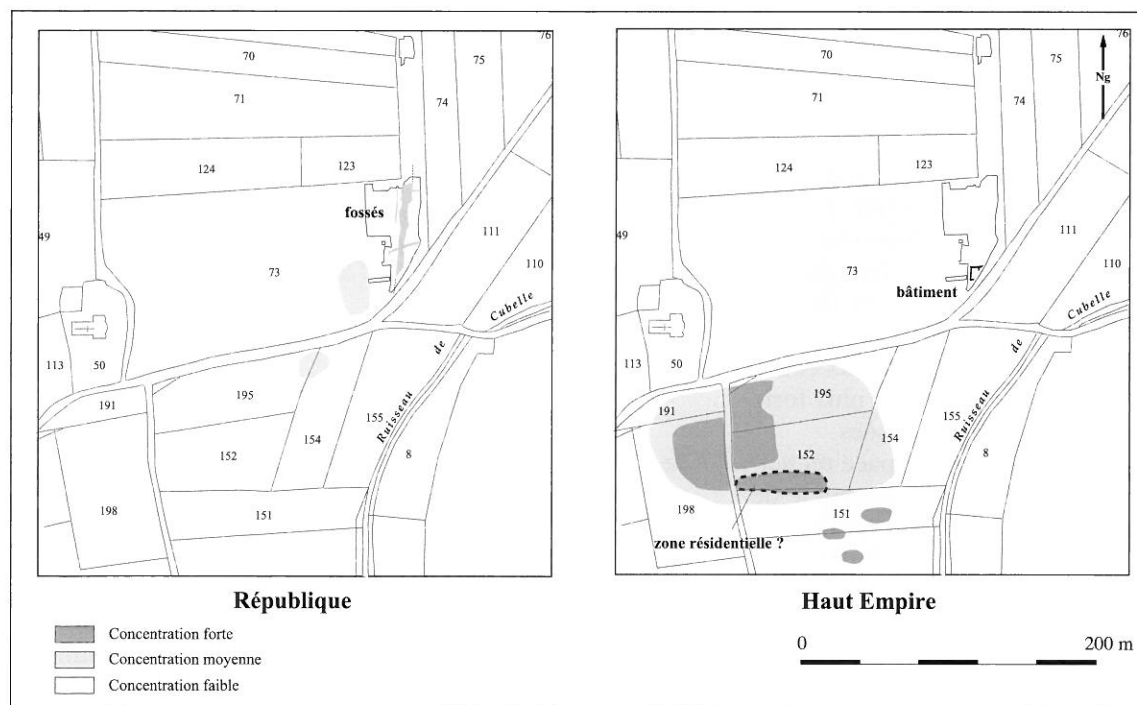 70
75
76
71
74
124
123
fossés
49
73
111
110
Cubelle
de
Ruisseau
113
50
191
195
155
154
152
8
198
151
République
76
Ng
70
75
71
74
124
123
49
73
111
110
bâtiment
Cubelle
de
Ruisseau
113
50
191
195
155
154
152
8
198
151
zone résidentielle ?
Haut Empire
Concentration forte
Concentration moyenne
Concentration faible
0
200 m